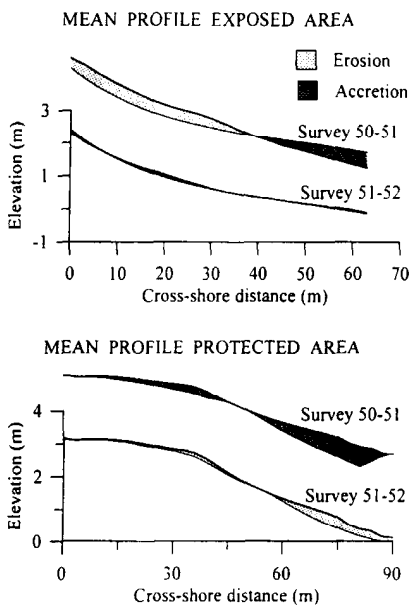 MEAN PROFILE EXPOSED AREA
Erosion
Accretion
Survey 50-51
Survey 51-52
Elevation (m)
3
1
-1
0 10 20 30 40 50 60 70
Cross-shore distance (m)
MEAN PROFILE PROTECTED AREA
Survey 50-51
Survey 51-52
Elevation (m)
4
2
0
0 30 60 90
Cross-shore distance (m)